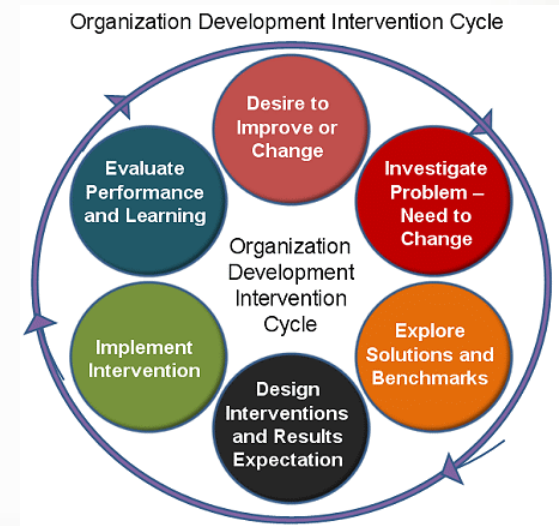 Organization Development Intervention Cycle
Desire to
Improve or
Change
Investigate
Problem –
Need to
Change
Explore
Solutions and
Benchmarks
Design
Interventions
and Results
Expectation
Implement
Intervention
Evaluate
Performance
and Learning
Organization
Development
Intervention
Cycle